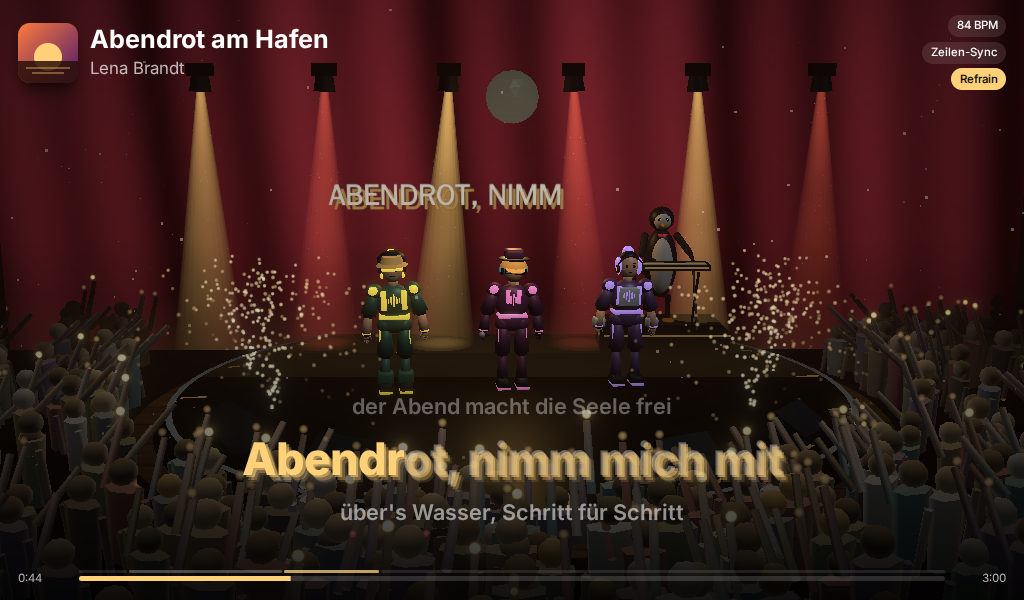 Abendrot am Hafen
Lena Brandt
84 BPM
Zeilen-Sync
Refrain
ABENDROT, NIMM
der Abend macht die Seele frei
Abendrot, nimm mich mit
über's Wasser, Schritt für Schritt
0:44
3:00